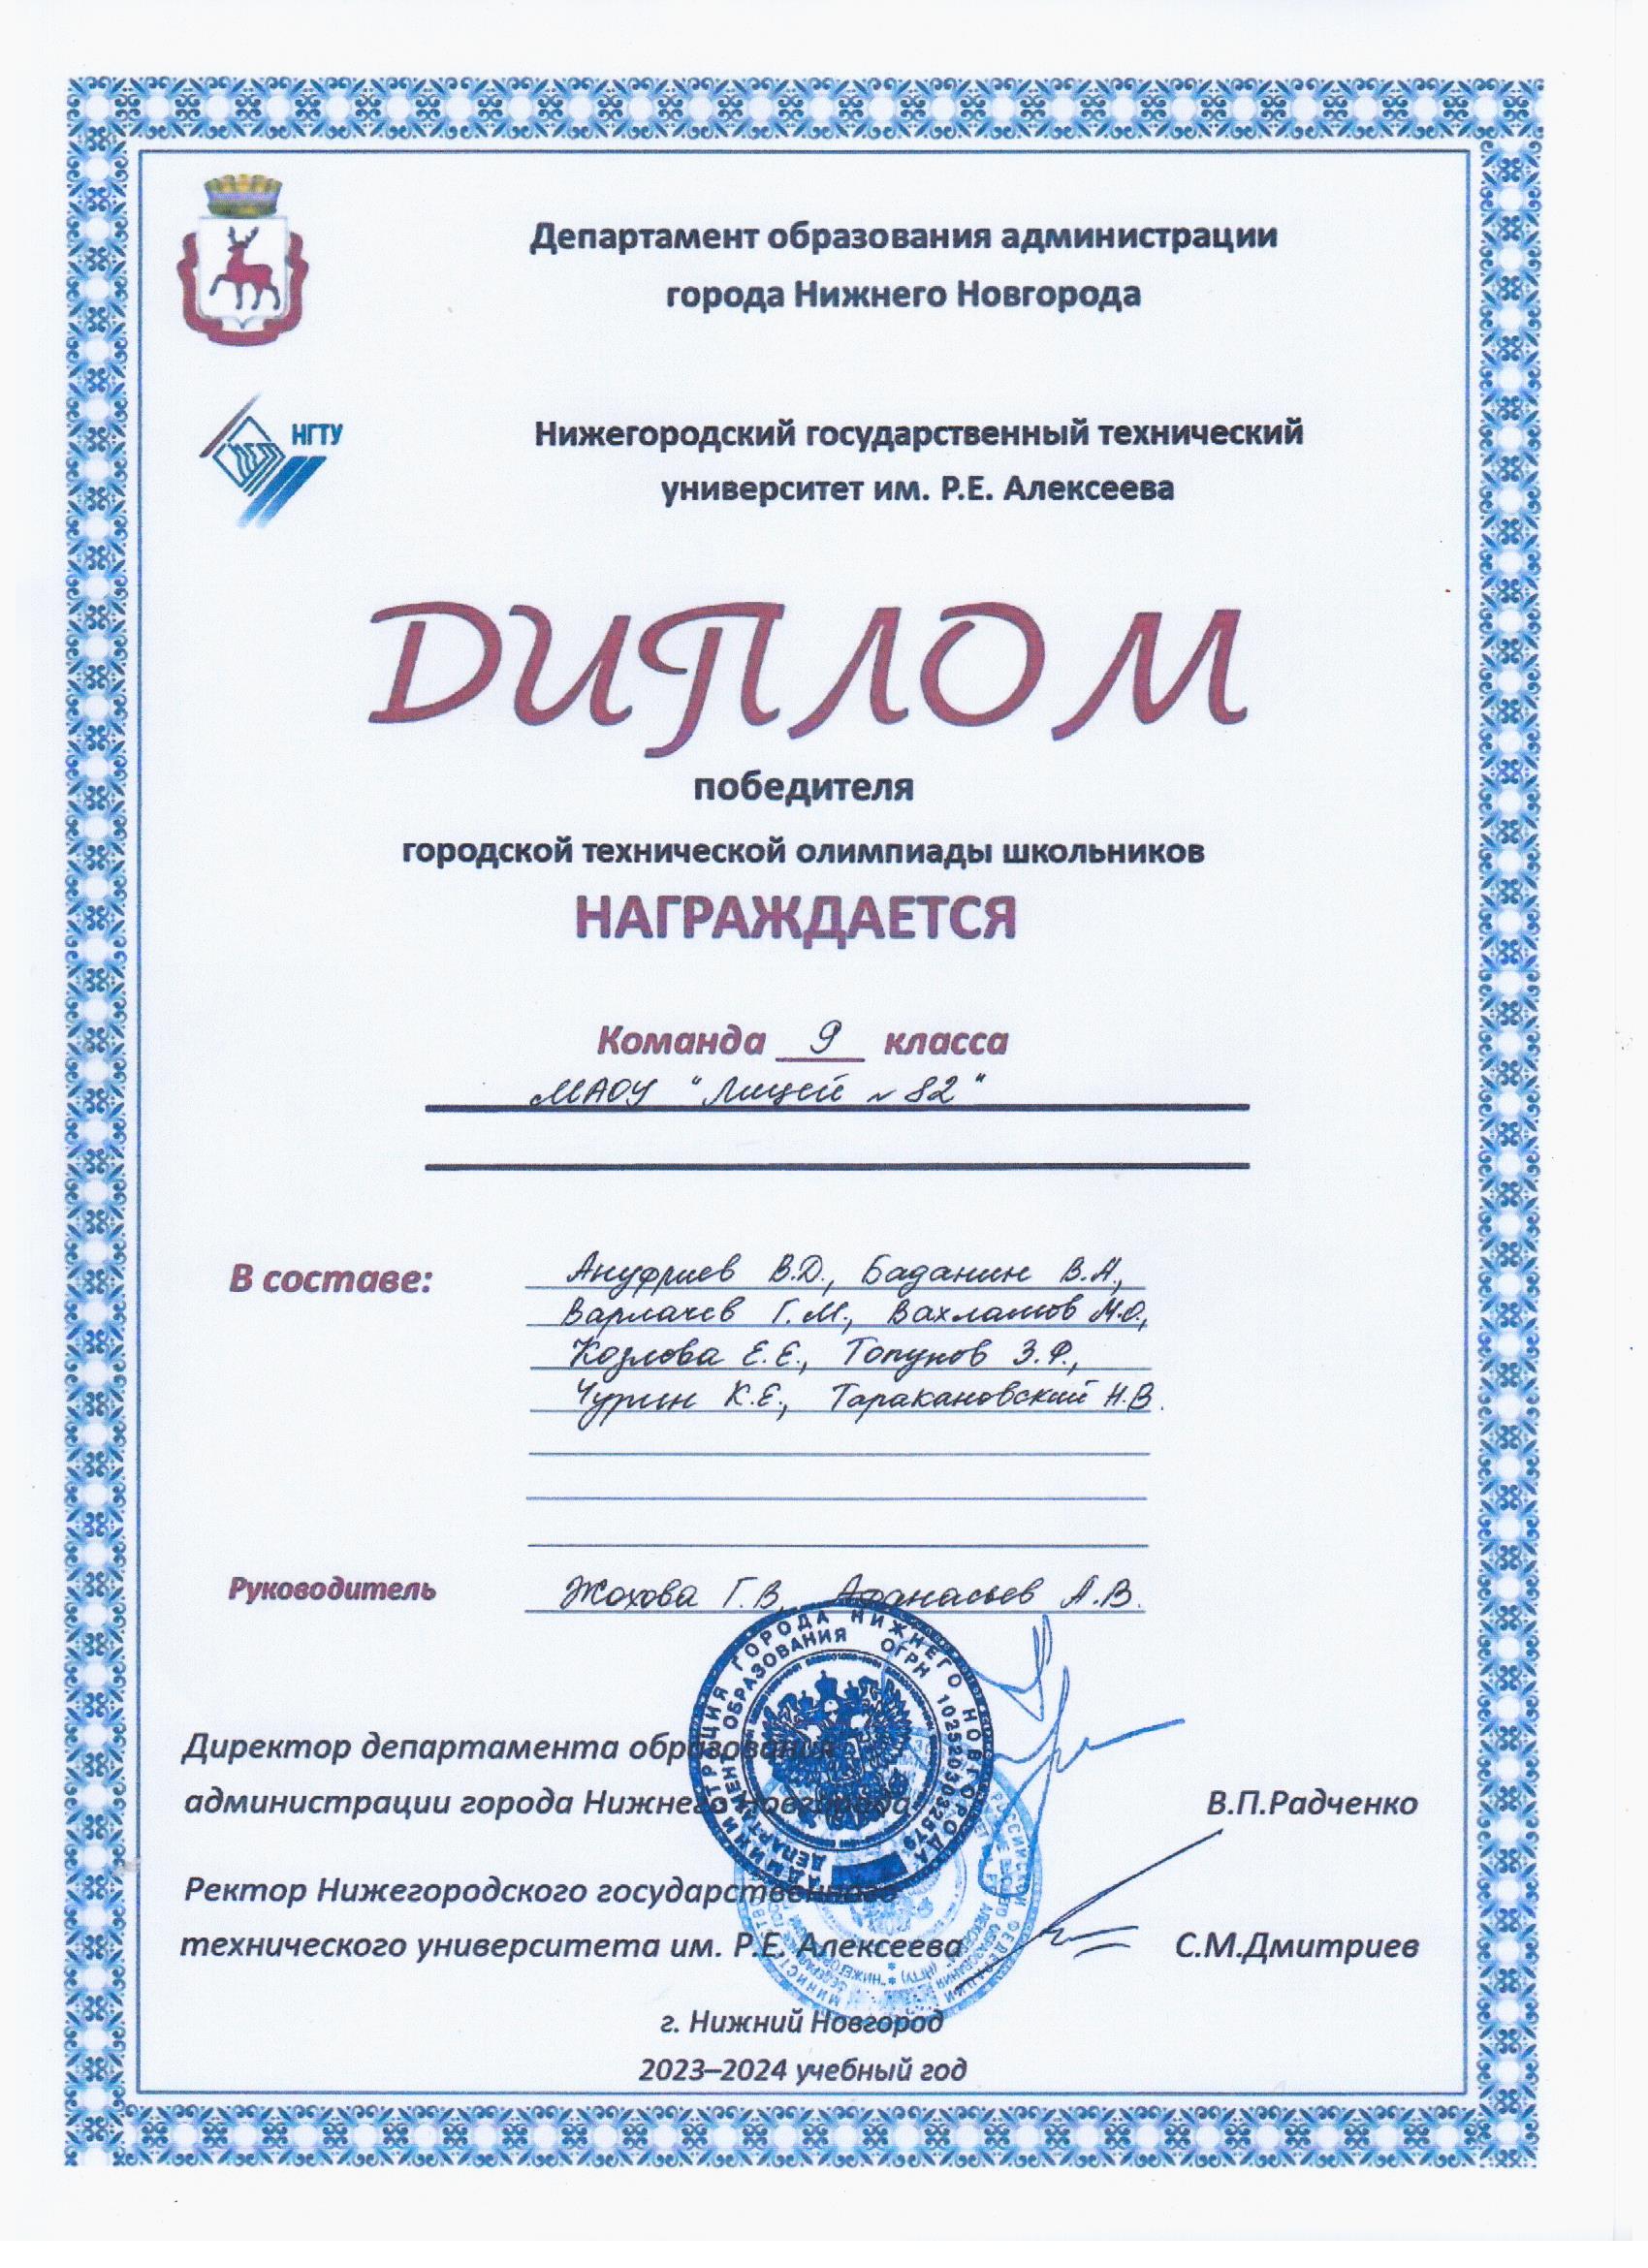 Департамент образования администрации
города Нижнего Новгорода
НГТУ
Нижегородский государственный технический
университет им. Р.Е. Алексеева
ДИПЛОМ
победителя
городской технической олимпиады школьников
НАГРАЖДАЕТСЯ
Команда 9 класса
МАОУ "Лицей №82"
В составе: Ануфриев В.Д., Баданин В.А.,
Варлачев Г.М., Вахламов М.О.,
Козлова Е.Е., Топунов З.Ф.,
Чурин К.Е., Таракановский Н.В.
Руководитель Жохова Г.В., Афанасьев А.В.
АДМИНИСТРАЦИЯ ГОРОДА НИЖНЕГО НОВГОРОДА
ДЕПАРТАМЕНТ ОБРАЗОВАНИЯ ОГРН 1025203032579
Директор департамента образования
администрации города Нижнего Новгорода В.П.Радченко
Ректор Нижегородского государственного
технического университета им. Р.Е. Алексеева С.М.Дмитриев
г. Нижний Новгород
2023–2024 учебный год